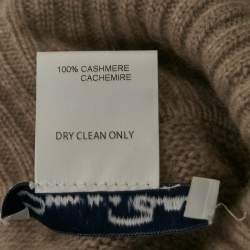 100% CASHMERE
CACHEMIRE
DRY CLEAN ONLY